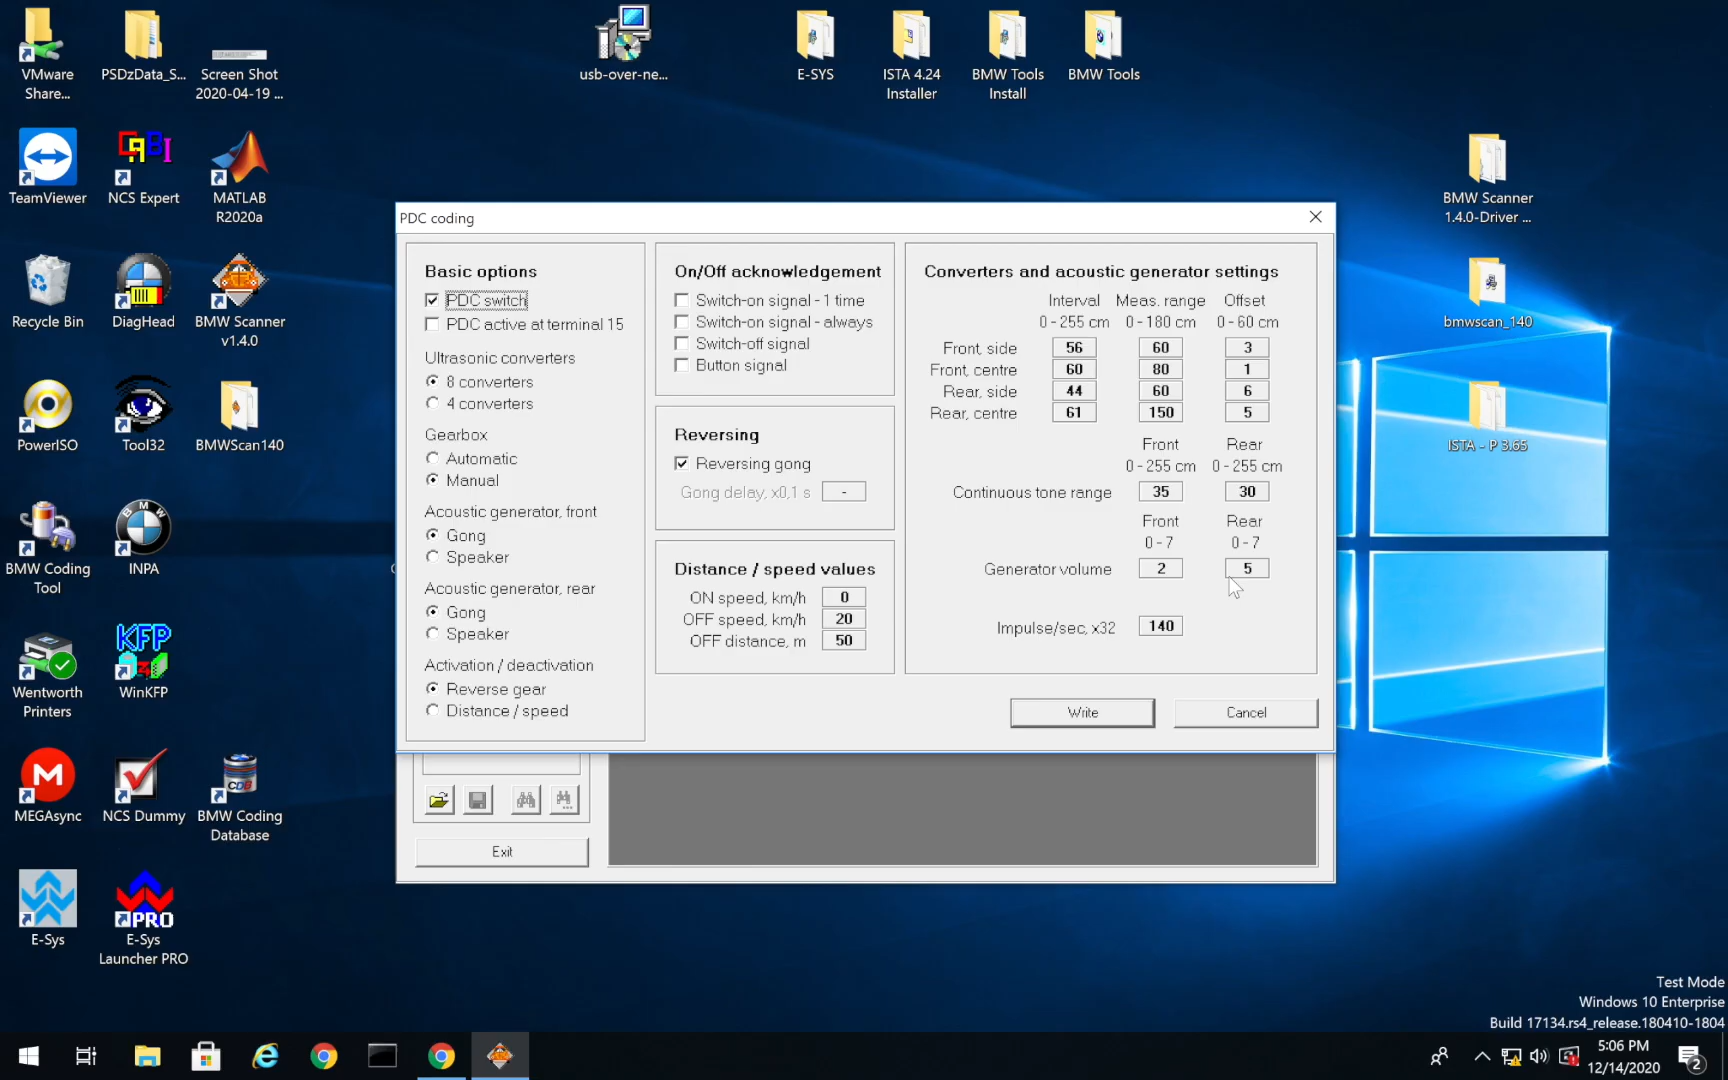 VMware
Share...
PSDzData_S...
Screen Shot
2020-04-19 ...
usb-over-ne...
E-SYS
ISTA 4.24
Installer
BMW Tools
Install
BMW Tools
TeamViewer
CABI
NCS Expert
MATLAB
R2020a
BMW Scanner
1.4.0-Driver ...
Recycle Bin
DiagHead
BMW Scanner
v1.4.0
bmwscan_140
PowerISO
Tool32
BMWScan140
ISTA - P 3.65
BMW Coding
Tool
INPA
Wentworth
Printers
KFP
WinKFP
MEGAsync
NCS Dummy
CDB
BMW Coding
Database
E-Sys
PRO
E-Sys
Launcher PRO
PDC coding
Basic options
PDC switch
PDC active at terminal 15
Ultrasonic converters
8 converters
4 converters
Gearbox
Automatic
Manual
Acoustic generator, front
Gong
Speaker
Acoustic generator, rear
Gong
Speaker
Activation / deactivation
Reverse gear
Distance / speed
On/Off acknowledgement
Switch-on signal - 1 time
Switch-on signal - always
Switch-off signal
Button signal
Reversing
Reversing gong
Gong delay, x0,1 s -
Distance / speed values
ON speed, km/h 0
OFF speed, km/h 20
OFF distance, m 50
Converters and acoustic generator settings
Interval Meas. range Offset
0 - 255 cm 0 - 180 cm 0 - 60 cm
Front, side 56 60 3
Front, centre 60 80 1
Rear, side 44 60 6
Rear, centre 61 150 5
Front Rear
0 - 255 cm 0 - 255 cm
Continuous tone range 35 30
Front Rear
0 - 7 0 - 7
Generator volume 2 5
Impulse/sec, x32 140
Write
Cancel
Exit
Test Mode
Windows 10 Enterprise
Build 17134.rs4_release.180410-1804
5:06 PM
12/14/2020
2